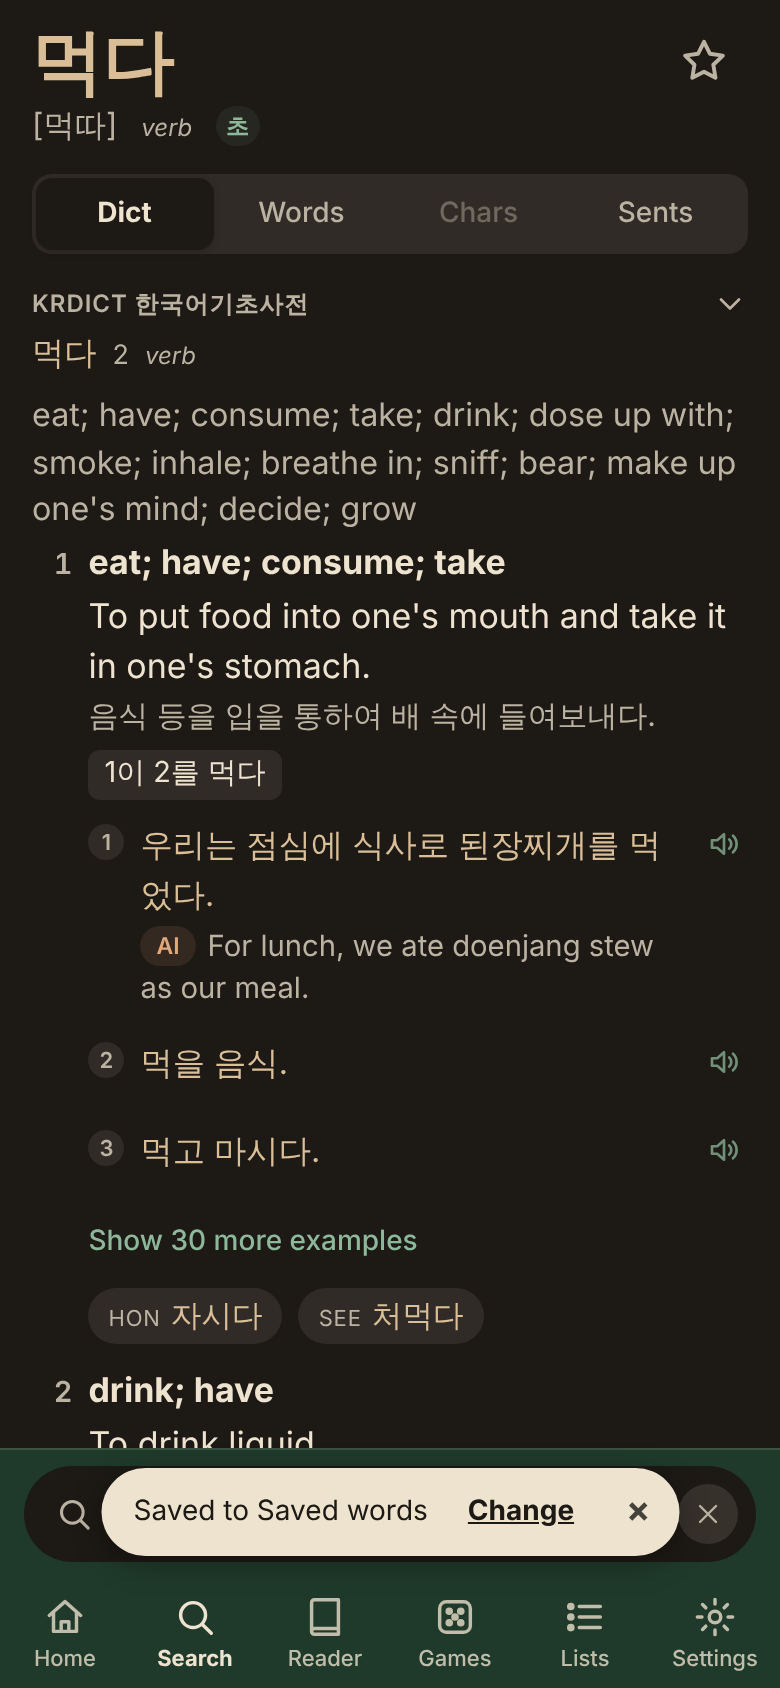 먹다
[먹따] verb 초
Dict Words Chars Sents
KRDICT 한국어기초사전
먹다 2 verb
eat; have; consume; take; drink; dose up with;
smoke; inhale; breathe in; sniff; bear; make up
one's mind; decide; grow
1 eat; have; consume; take
To put food into one's mouth and take it
in one's stomach.
음식 등을 입을 통하여 배 속에 들여보내다.
1이 2를 먹다
1 우리는 점심에 식사로 된장찌개를 먹
었다.
AI For lunch, we ate doenjang stew
as our meal.
2 먹을 음식.
3 먹고 마시다.
Show 30 more examples
HON 자시다 SEE 처먹다
2 drink; have
To drink liquid
Saved to Saved words Change
Home Search Reader Games Lists Settings